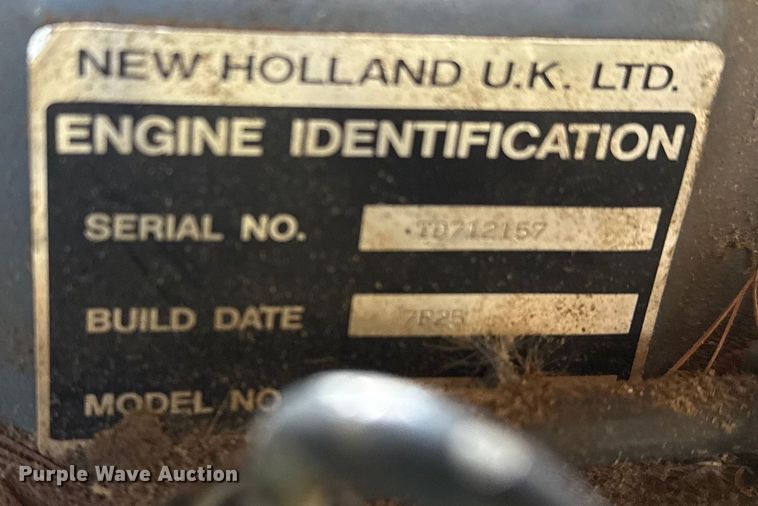 NEW HOLLAND U.K. LTD.
ENGINE IDENTIFICATION
SERIAL NO. TD712157
BUILD DATE
MODEL NO.
Purple Wave Auction